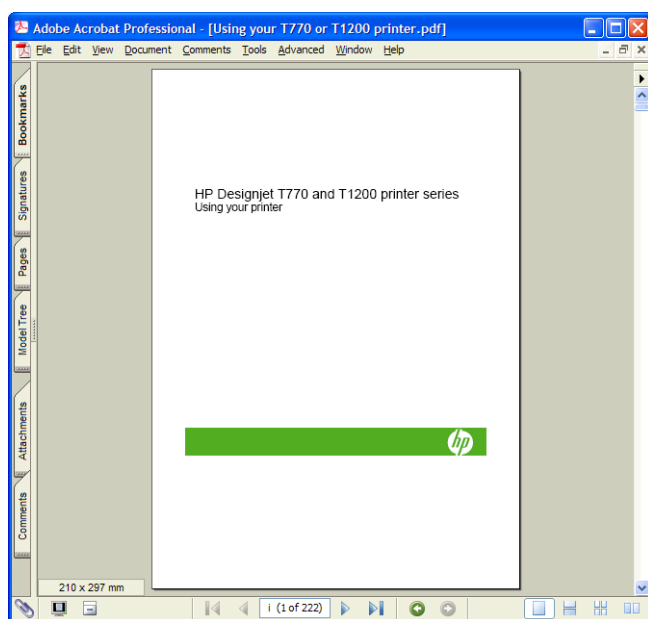 Adobe Acrobat Professional - [Using your T770 or T1200 printer.pdf]
File Edit View Document Comments Tools Advanced Window Help
Bookmarks
Signatures
Pages
Model Tree
Attachments
Comments
HP Designjet T770 and T1200 printer series
Using your printer
hp
210 x 297 mm
i (1 of 222)